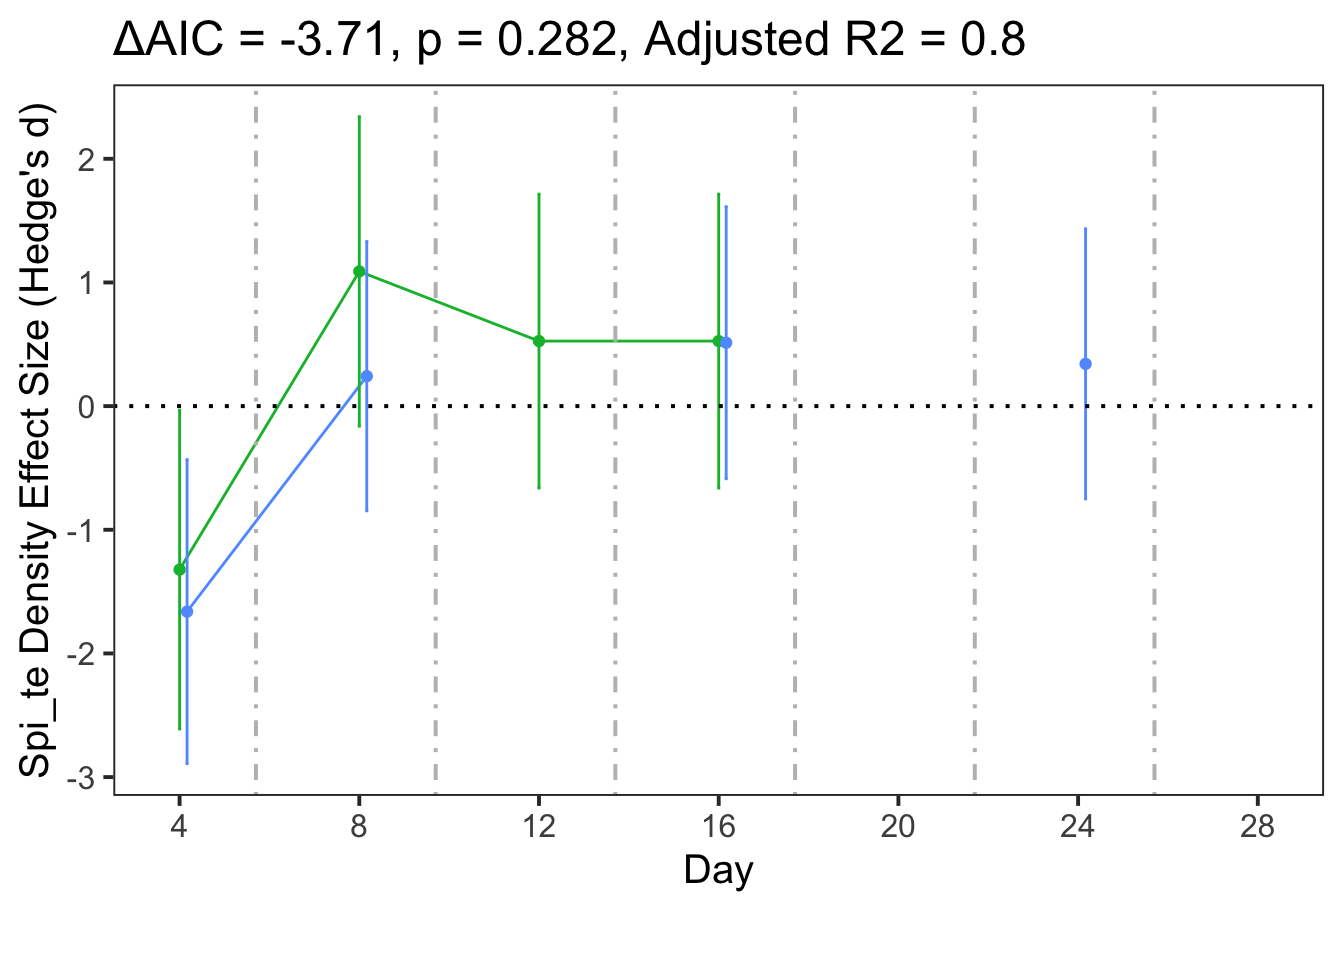 ΔAIC = -3.71, p = 0.282, Adjusted R2 = 0.8
Spi_te Density Effect Size (Hedge's d)
2
1
0
-1
-2
-3
4 8 12 16 20 24 28
Day